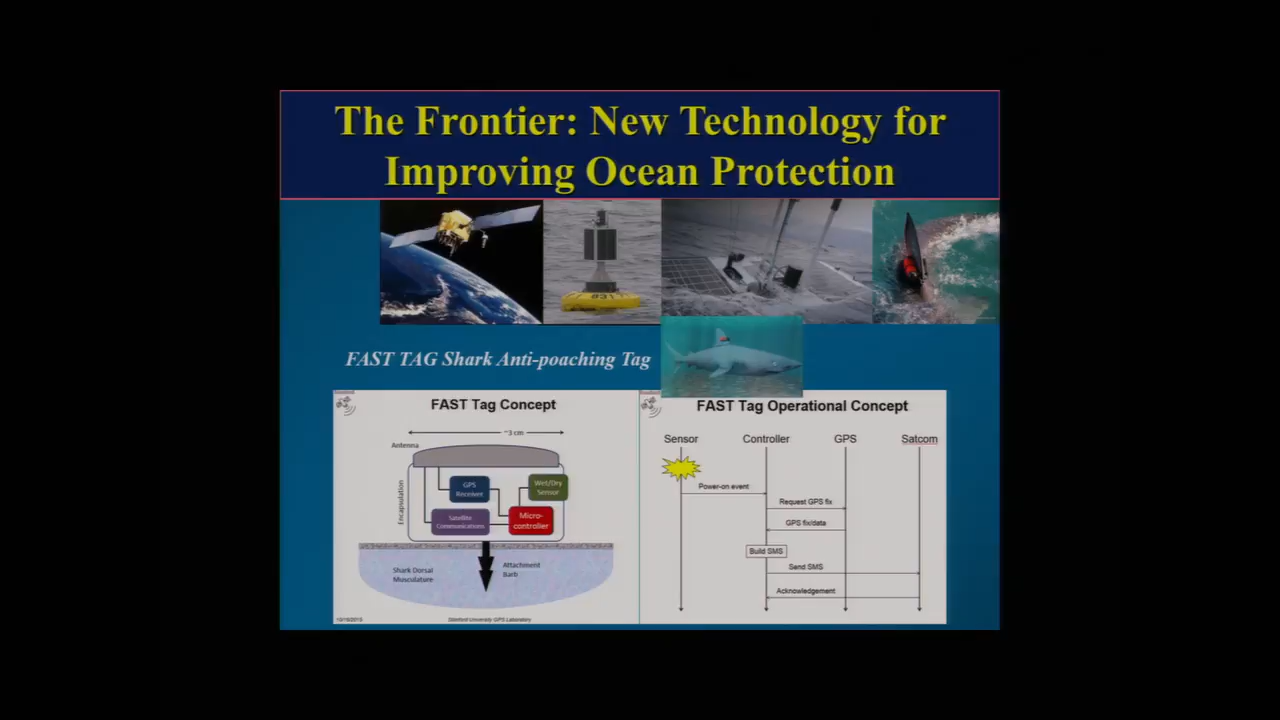 The Frontier: New Technology for
Improving Ocean Protection
831
FAST TAG Shark Anti-poaching Tag
FAST Tag Concept
~3 cm
Antenna
Encapsulation
GPS
Receiver
Wet/Dry
Sensor
Satellite
Communications
Micro-
controller
Shark Dorsal
Musculature
Attachment
Barb
Stanford University GPS Laboratory
FAST Tag Operational Concept
Sensor
Controller
GPS
Satcom
Power-on event
Request GPS fix
GPS fix/data
Build SMS
Send SMS
Acknowledgement